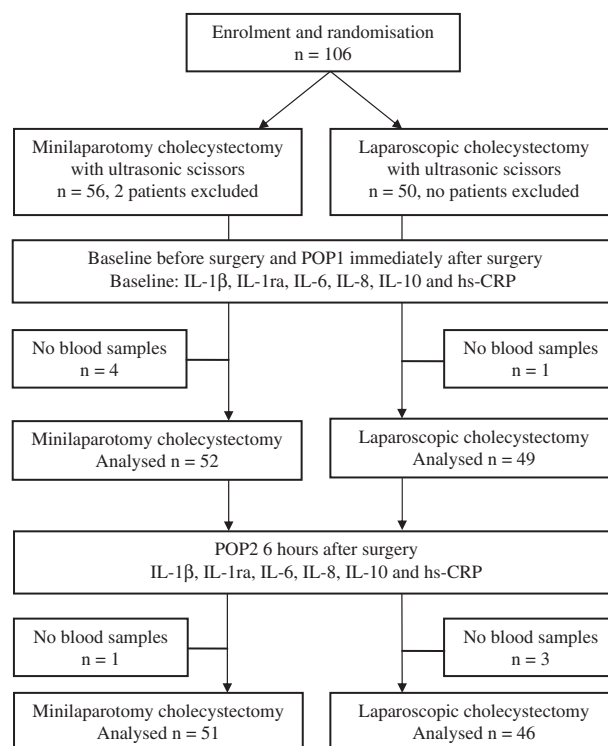 Enrolment and randomisation
n = 106
Minilaparotomy cholecystectomy
with ultrasonic scissors
n = 56, 2 patients excluded
Laparoscopic cholecystectomy
with ultrasonic scissors
n = 50, no patients excluded
Baseline before surgery and POP1 immediately after surgery
Baseline: IL-1β, IL-1ra, IL-6, IL-8, IL-10 and hs-CRP
No blood samples
n = 4
No blood samples
n = 1
Minilaparotomy cholecystectomy
Analysed n = 52
Laparoscopic cholecystectomy
Analysed n = 49
POP2 6 hours after surgery
IL-1β, IL-1ra, IL-6, IL-8, IL-10 and hs-CRP
No blood samples
n = 1
No blood samples
n = 3
Minilaparotomy cholecystectomy
Analysed n = 51
Laparoscopic cholecystectomy
Analysed n = 46